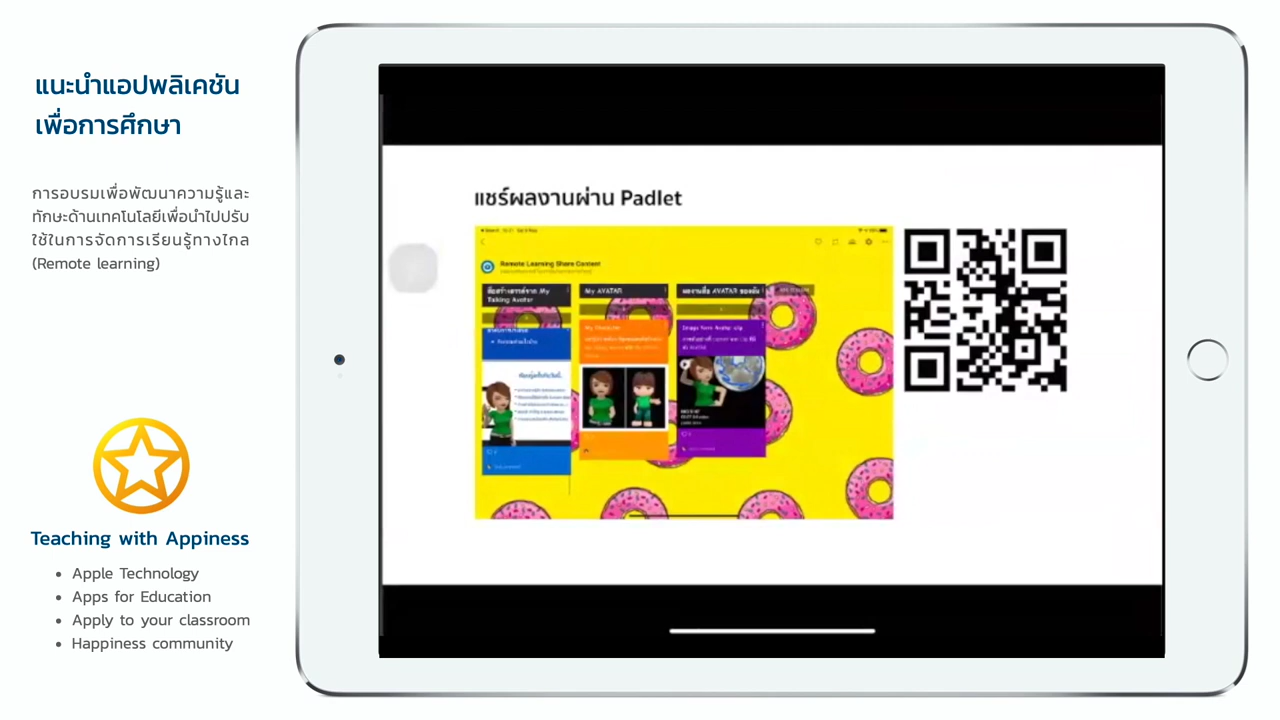 แนะนำแอปพลิเคชัน
เพื่อการศึกษา
การอบรมเพื่อพัฒนาความรู้และ
ทักษะด้านเทคโนโลยีเพื่อนำไปปรับ
ใช้ในการจัดการเรียนรู้ทางไกล
(Remote learning)
Teaching with Appiness
Apple Technology
Apps for Education
Apply to your classroom
Happiness community
แชร์ผลงานผ่าน Padlet
Remote Learning Share Content
My AVATAR